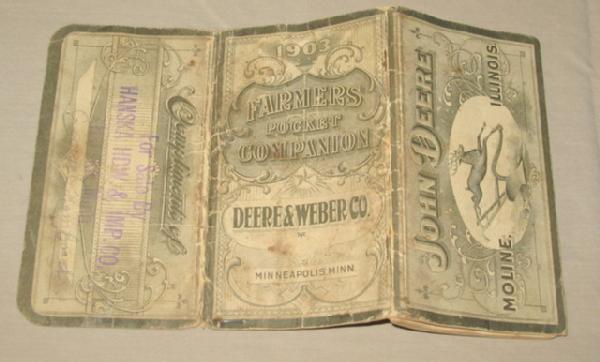 Compliments of
For Sale By
HANSKA HDW & IMP. CO.
1903
FARMERS
POCKET
COMPANION
DEERE & WEBER CO.
MINNEAPOLIS, MINN.
JOHN DEERE
MOLINE. ILLINOIS.